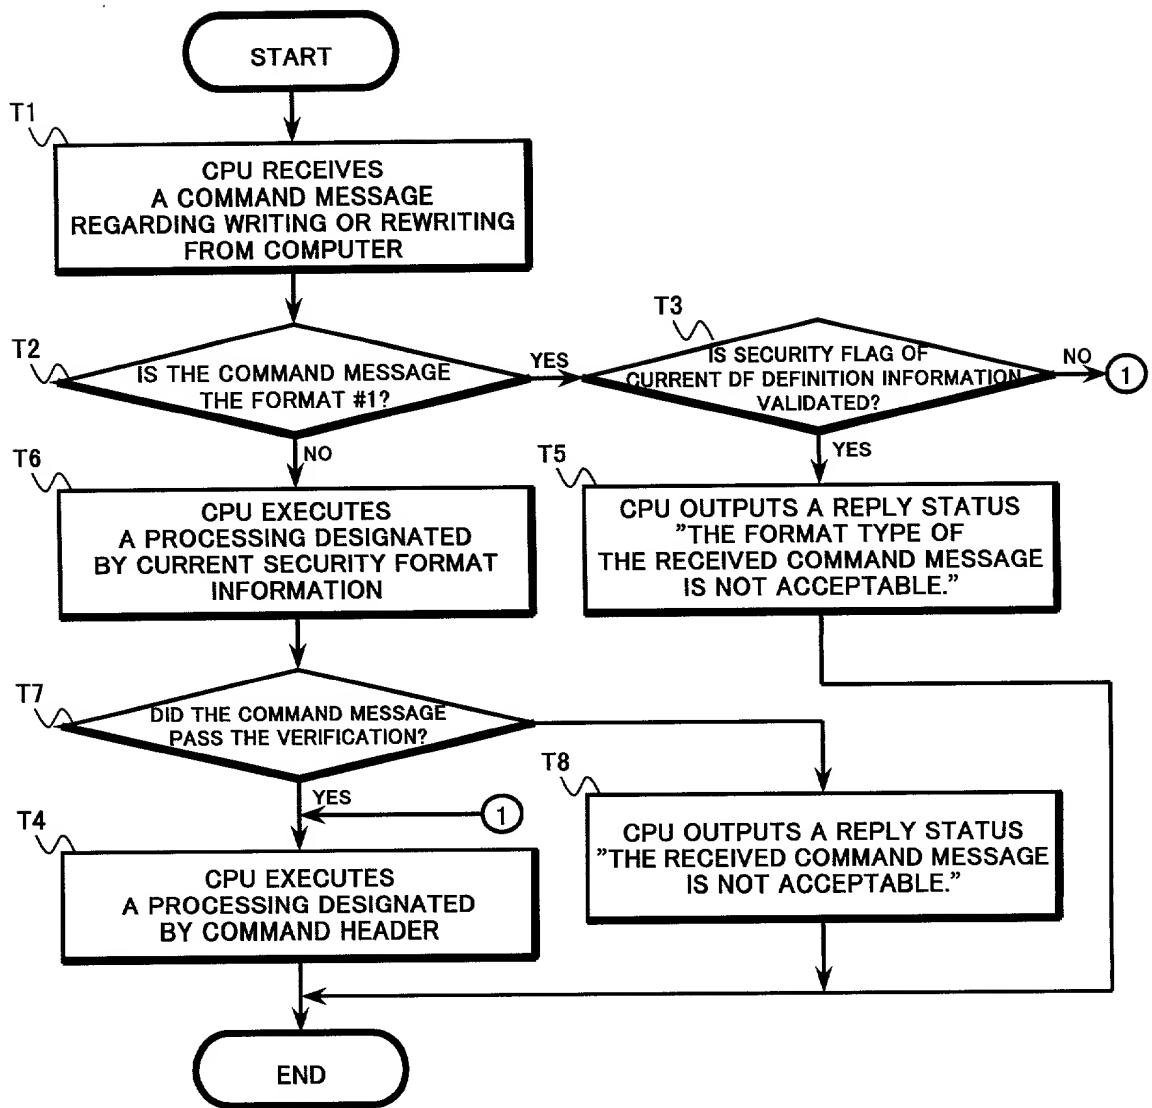 START
T1
CPU RECEIVES
A COMMAND MESSAGE
REGARDING WRITING OR REWRITING
FROM COMPUTER
T2
IS THE COMMAND MESSAGE
THE FORMAT #1?
YES
T3
IS SECURITY FLAG OF
CURRENT DF DEFINITION INFORMATION
VALIDATED?
NO
1
NO
YES
T6
CPU EXECUTES
A PROCESSING DESIGNATED
BY CURRENT SECURITY FORMAT
INFORMATION
T5
CPU OUTPUTS A REPLY STATUS
”THE FORMAT TYPE OF
THE RECEIVED COMMAND MESSAGE
IS NOT ACCEPTABLE.”
T7
DID THE COMMAND MESSAGE
PASS THE VERIFICATION?
YES
1
T8
CPU OUTPUTS A REPLY STATUS
”THE RECEIVED COMMAND MESSAGE
IS NOT ACCEPTABLE.”
T4
CPU EXECUTES
A PROCESSING DESIGNATED
BY COMMAND HEADER
END